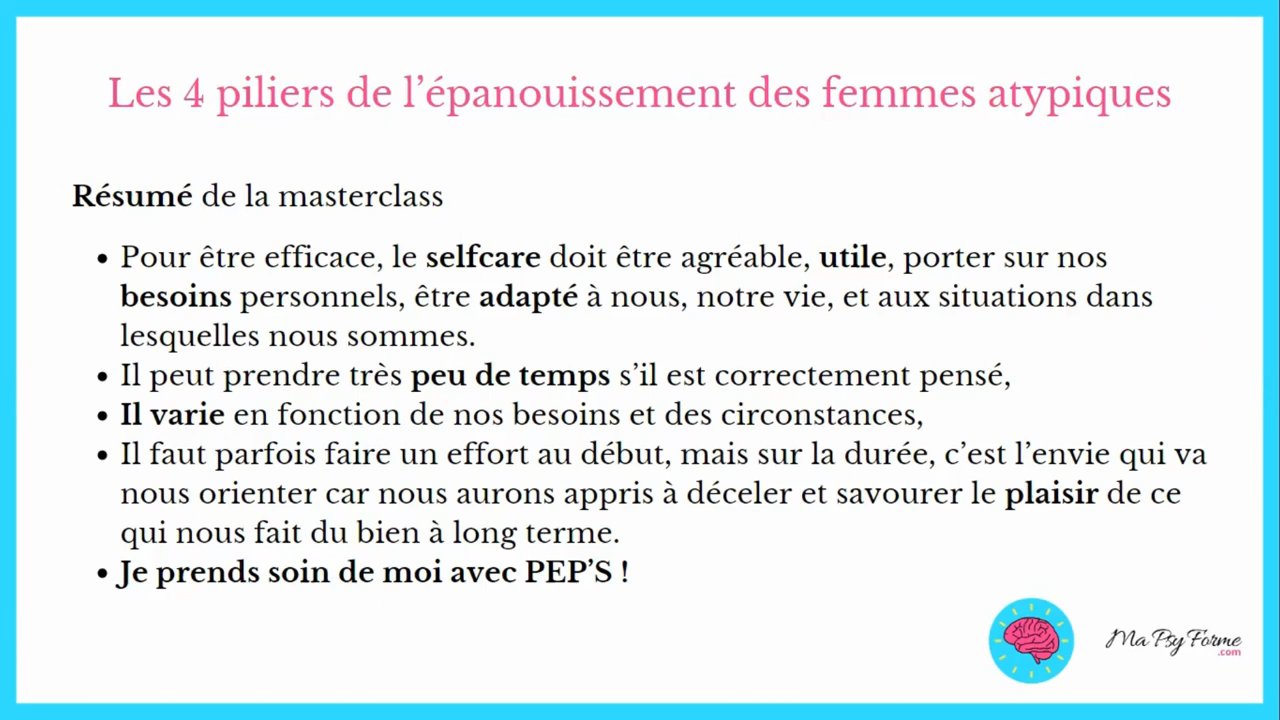 Les 4 piliers de l’épanouissement des femmes atypiques
Résumé de la masterclass
• Pour être efficace, le selfcare doit être agréable, utile, porter sur nos
besoins personnels, être adapté à nous, notre vie, et aux situations dans
lesquelles nous sommes.
• Il peut prendre très peu de temps s’il est correctement pensé,
• Il varie en fonction de nos besoins et des circonstances,
• Il faut parfois faire un effort au début, mais sur la durée, c’est l’envie qui va
nous orienter car nous aurons appris à déceler et savourer le plaisir de ce
qui nous fait du bien à long terme.
• Je prends soin de moi avec PEP’S !
Ma Psy Forme
.com